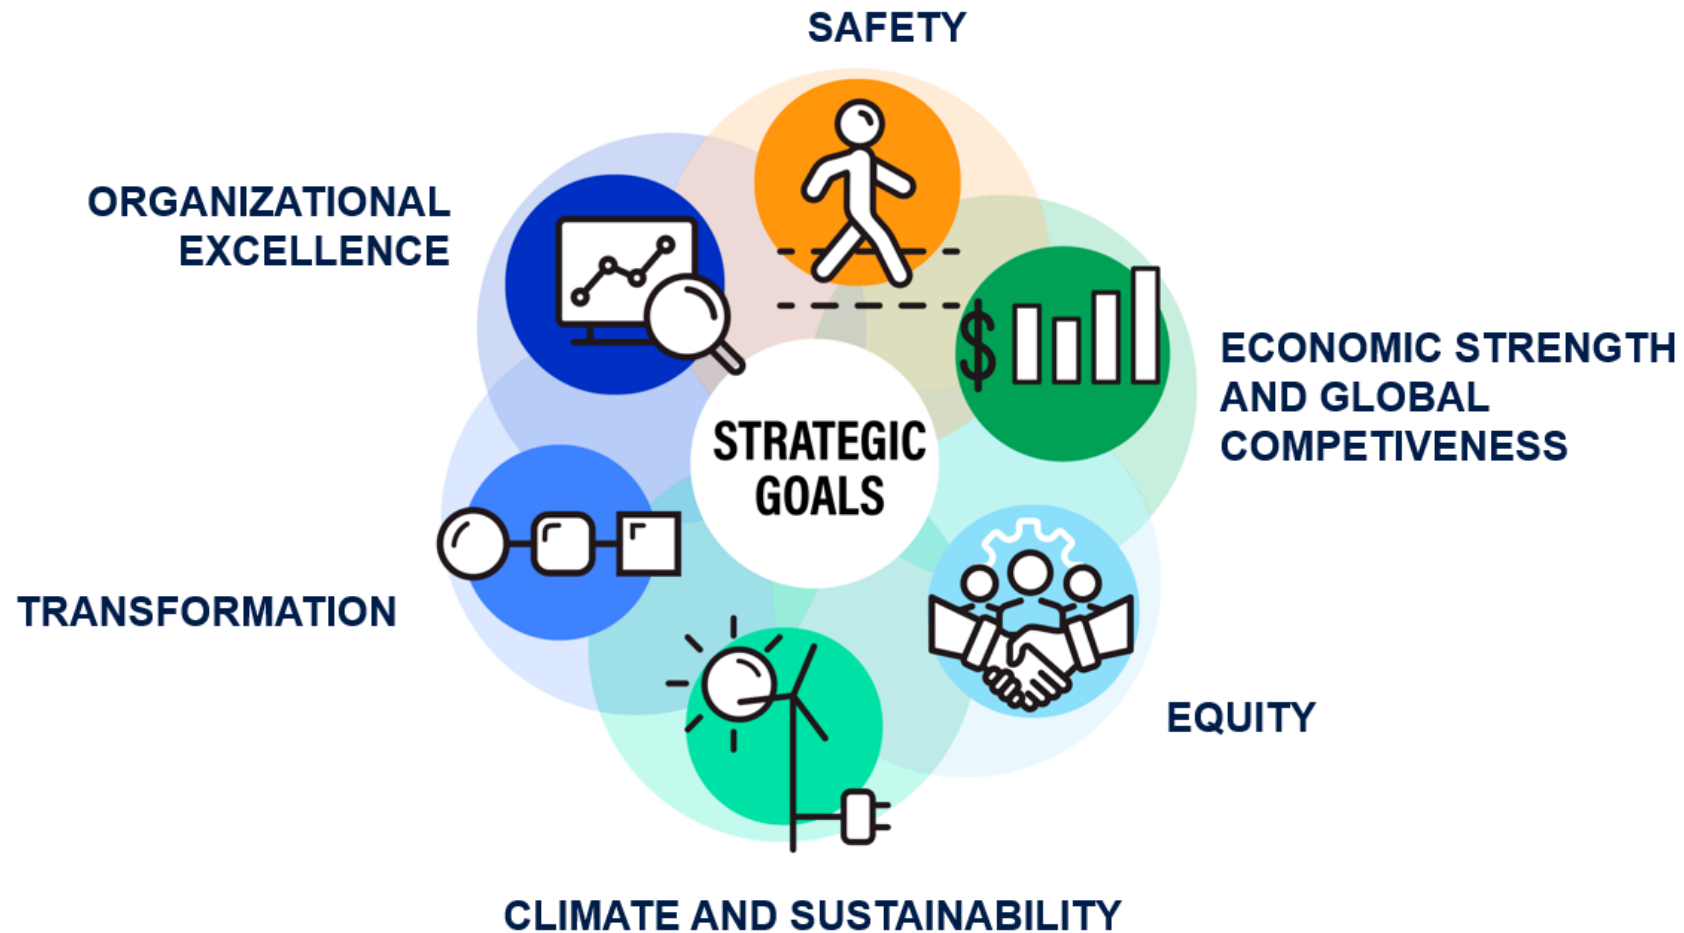 SAFETY
ORGANIZATIONAL
EXCELLENCE
ECONOMIC STRENGTH
AND GLOBAL
COMPETIVENESS
STRATEGIC
GOALS
$
TRANSFORMATION
EQUITY
CLIMATE AND SUSTAINABILITY